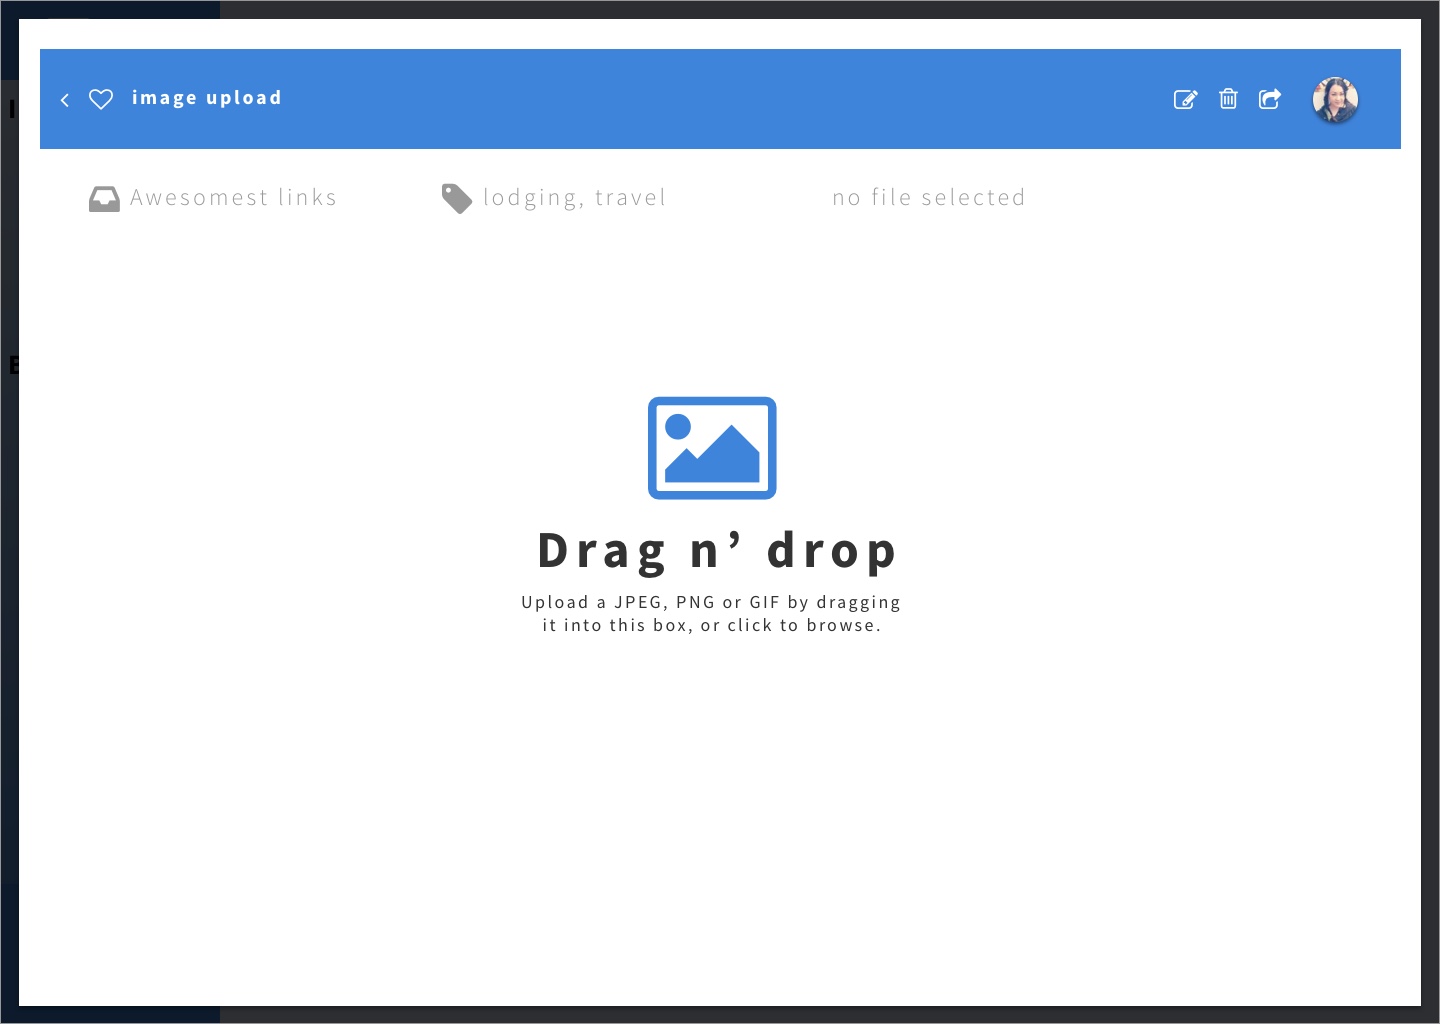 image upload
Awesomest links
lodging, travel
no file selected
Drag n’ drop
Upload a JPEG, PNG or GIF by dragging
it into this box, or click to browse.